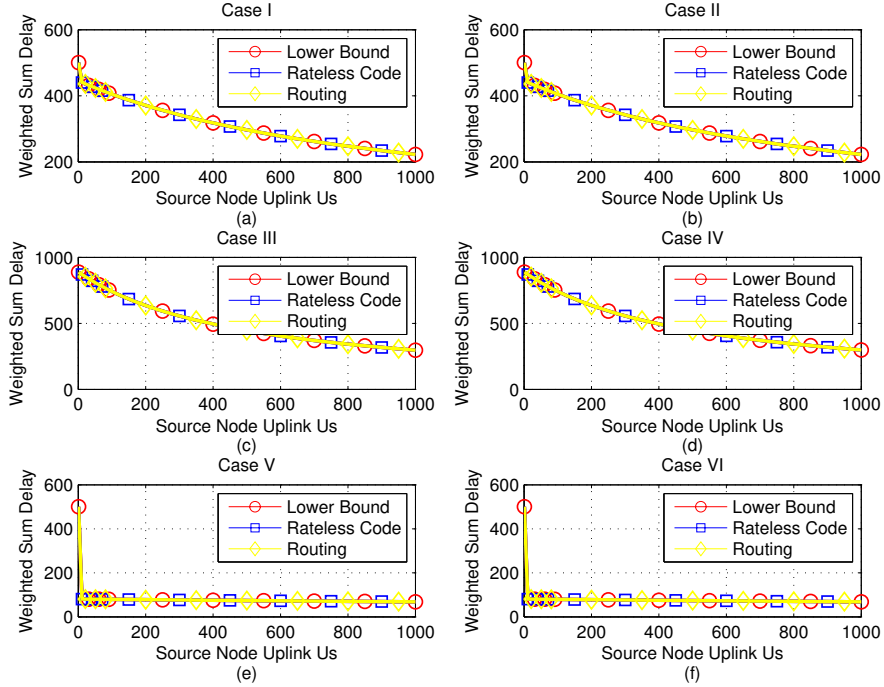 Case I
600
400
200
Weighted Sum Delay
Lower Bound
Rateless Code
Routing
0 200 400 600 800 1000
Source Node Uplink Us
(a)
Case II
600
400
200
Weighted Sum Delay
Lower Bound
Rateless Code
Routing
0 200 400 600 800 1000
Source Node Uplink Us
(b)
Case III
1000
500
0
Weighted Sum Delay
Lower Bound
Rateless Code
Routing
0 200 400 600 800 1000
Source Node Uplink Us
(c)
Case IV
1000
500
0
Weighted Sum Delay
Lower Bound
Rateless Code
Routing
0 200 400 600 800 1000
Source Node Uplink Us
(d)
Case V
600
400
200
0
Weighted Sum Delay
Lower Bound
Rateless Code
Routing
0 200 400 600 800 1000
Source Node Uplink Us
(e)
Case VI
600
400
200
0
Weighted Sum Delay
Lower Bound
Rateless Code
Routing
0 200 400 600 800 1000
Source Node Uplink Us
(f)